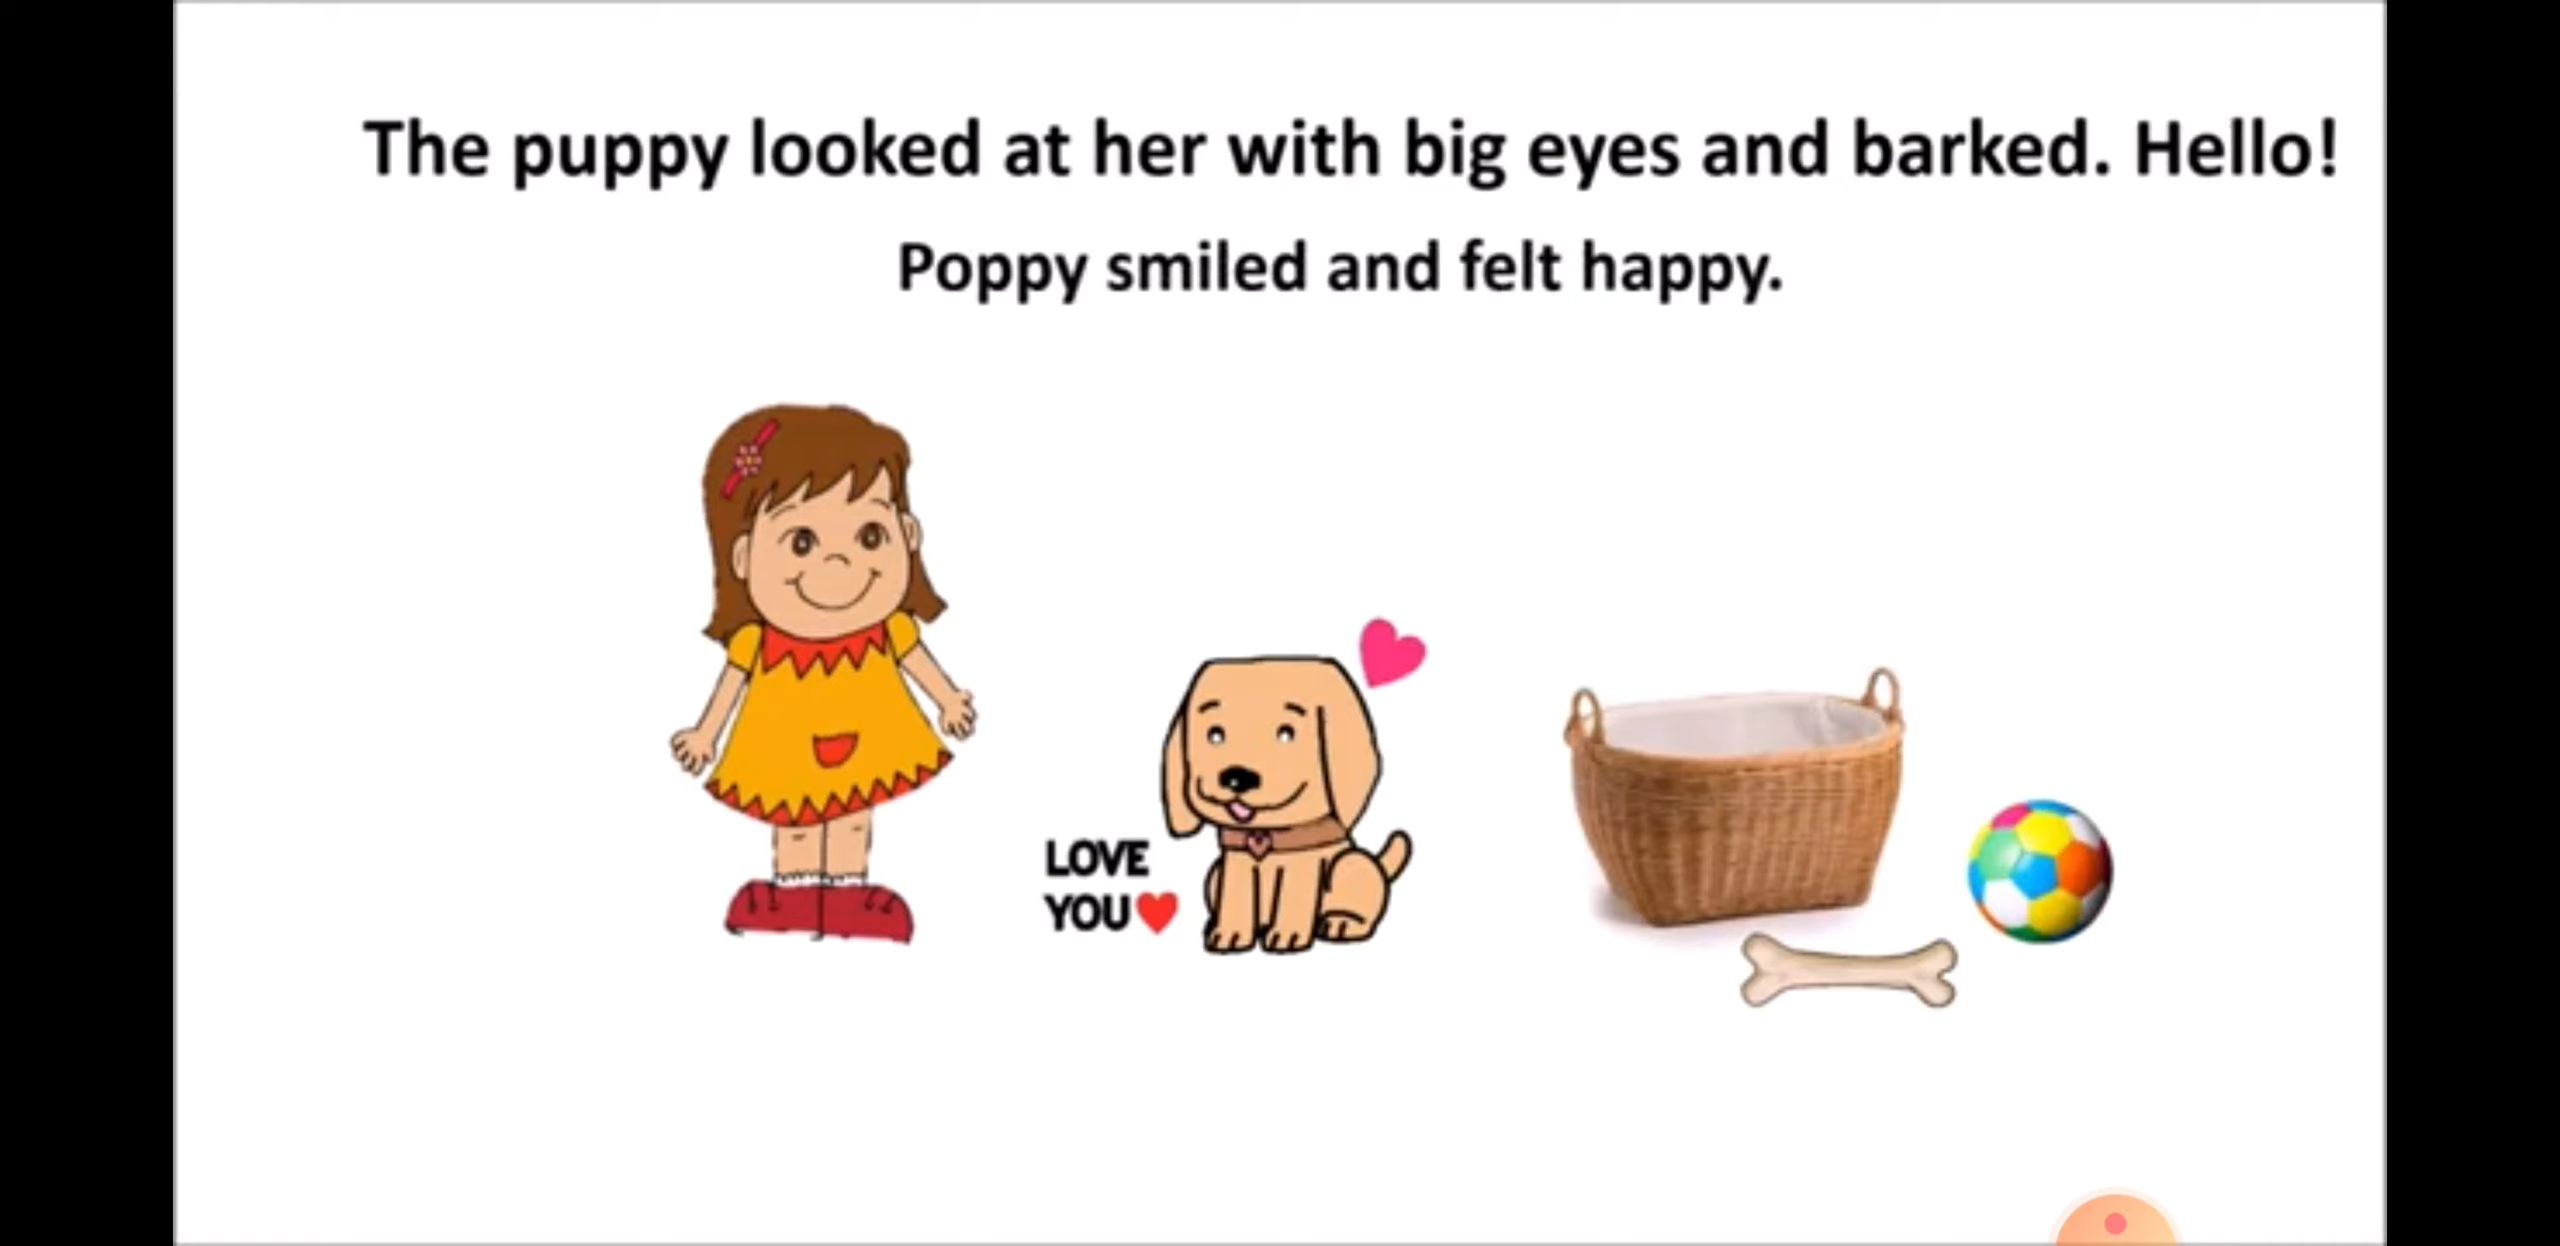 The puppy looked at her with big eyes and barked. Hello!
Poppy smiled and felt happy.
LOVE
YOU